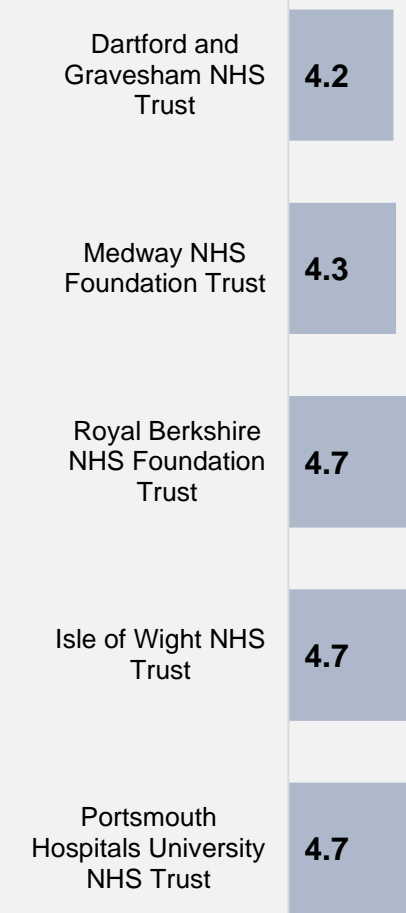 Dartford and
Gravesham NHS
Trust
4.2
Medway NHS
Foundation Trust
4.3
Royal Berkshire
NHS Foundation
Trust
4.7
Isle of Wight NHS
Trust
4.7
Portsmouth
Hospitals University
NHS Trust
4.7